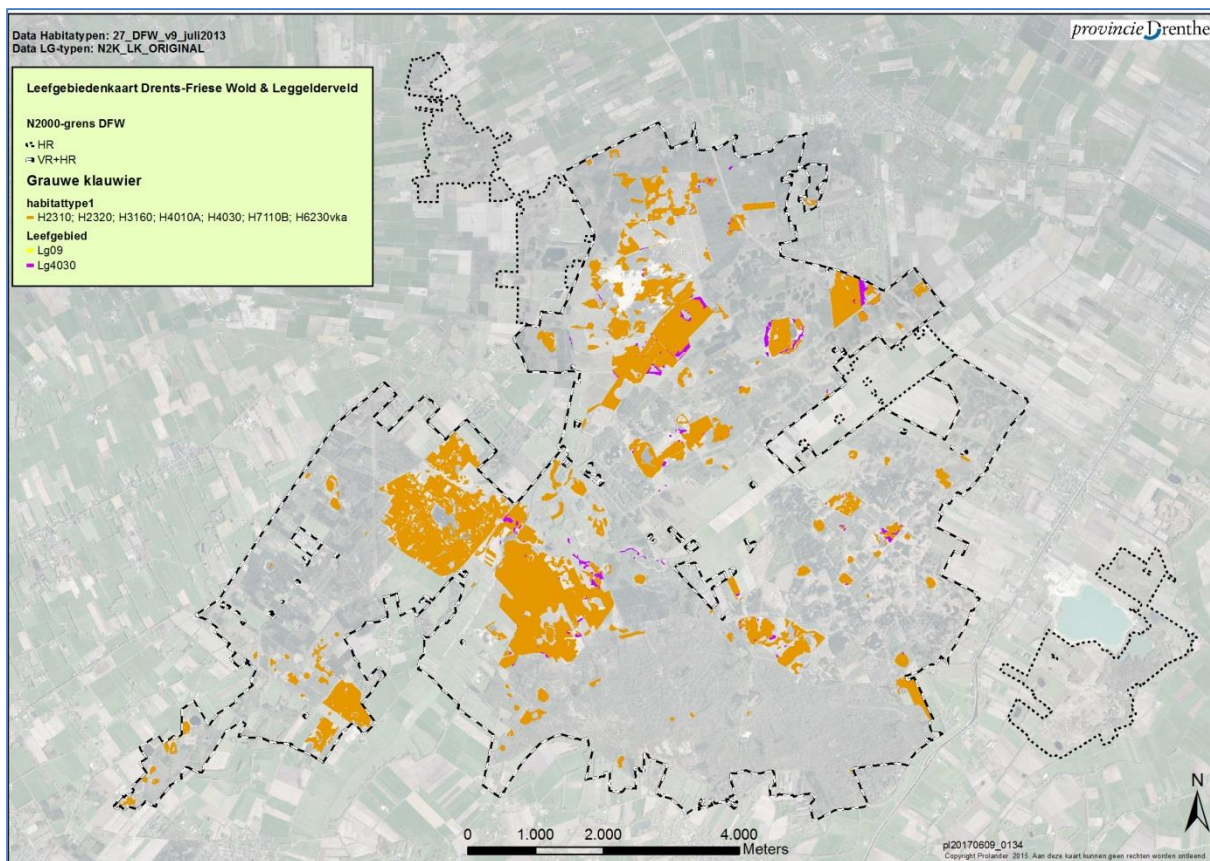 Data Habitatypen: 27_DFW_v9_juli2013
Data LG-typen: N2K_LK_ORIGINAL
provincie Drenthe
Leefgebiedenkaart Drents-Friese Wold & Leggelderveld
N2000-grens DFW
HR
VR+HR
Grauwe klauwier
habitattype1
H2310; H2320; H3160; H4010A; H4030; H7110B; H6230vka
Leefgebied
Lg09
Lg4030
N
0 1.000 2.000 4.000
Meters
pl20170609_0134
Copyright Prolander 2015. Aan deze kaart kunnen geen rechten worden ontleend.